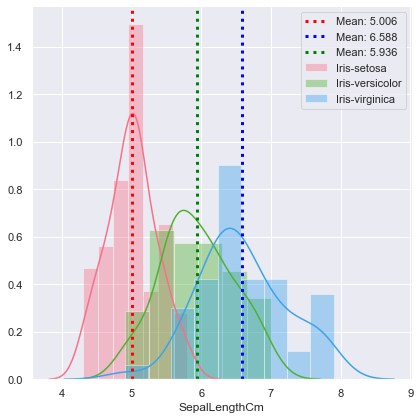 Mean: 5.006
Mean: 6.588
Mean: 5.936
Iris-setosa
Iris-versicolor
Iris-virginica
1.4
1.2
1.0
0.8
0.6
0.4
0.2
0.0
4 5 6 7 8 9
SepalLengthCm